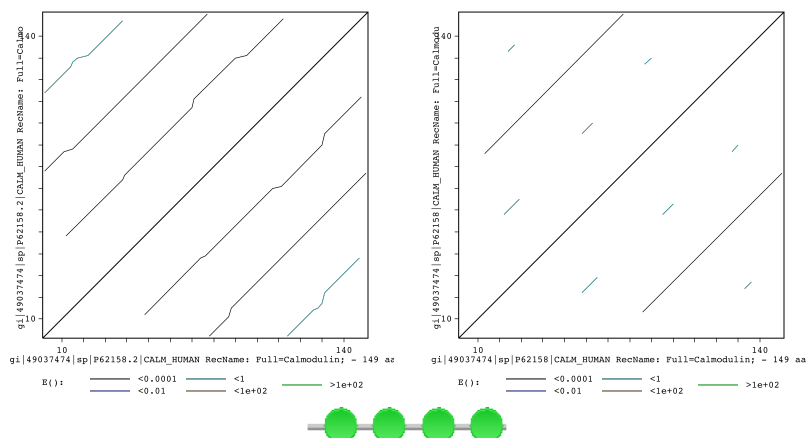 140
gi|49037474|sp|P62158.2|CALM_HUMAN RecName: Full=Calmo
10
10 140
gi|49037474|sp|P62158.2|CALM_HUMAN RecName: Full=Calmodulin; - 149 aa
E(): <0.0001 <1 >1e+02
<0.01 <1e+02
140
gi|49037474|sp|P62158|CALM_HUMAN RecName: Full=Calmodu
10
10 140
gi|49037474|sp|P62158|CALM_HUMAN RecName: Full=Calmodulin; - 149 aa
E(): <0.0001 <1 >1e+02
<0.01 <1e+02